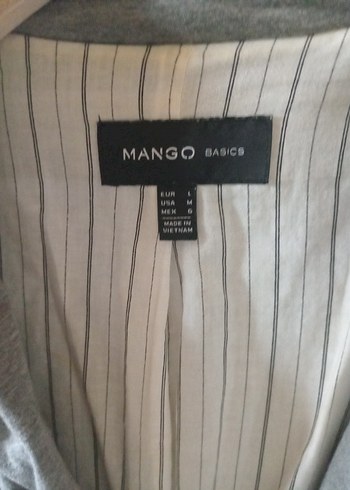 MANGO BASICS
EUR L
USA M
MEX G
MADE IN
VIETNAM